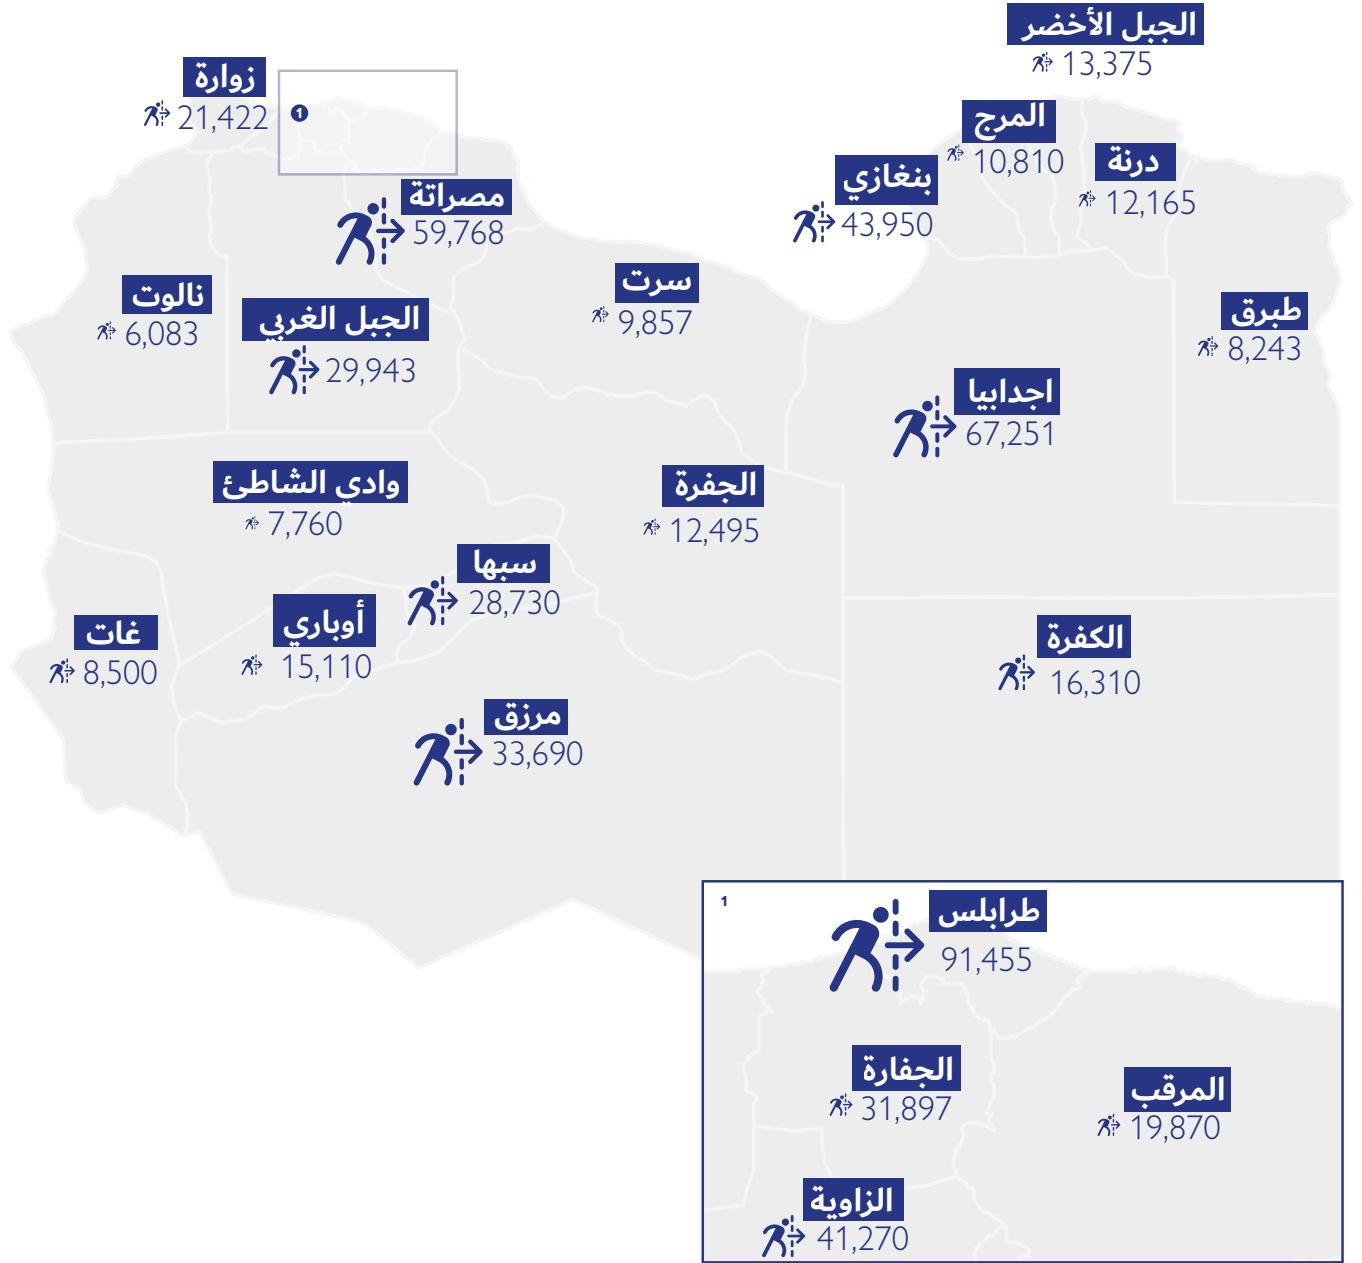 الجبل الأخضر
13,375
زوارة
21,422
1
المرج
10,810
درنة
12,165
بنغازي
43,950
مصراتة
59,768
سرت
9,857
نالوت
6,083
الجبل الغربي
29,943
طبرق
8,243
اجدابيا
67,251
وادي الشاطئ
7,760
الجفرة
12,495
سبها
28,730
أوباري
15,110
غات
8,500
الكفرة
16,310
مرزق
33,690
1
طرابلس
91,455
الجفارة
31,897
المرقب
19,870
الزاوية
41,270